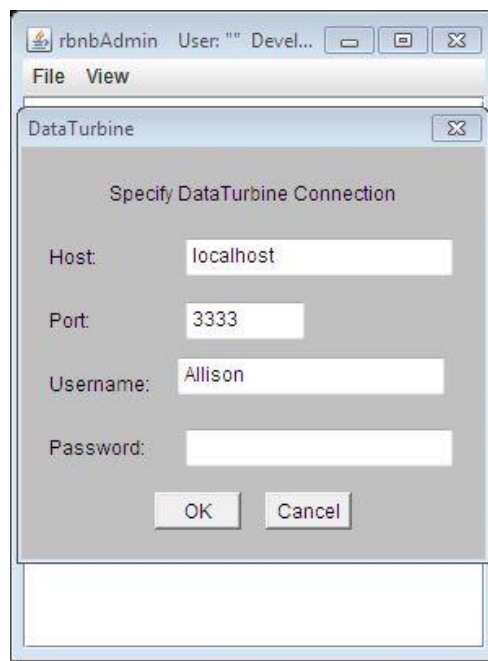 rbnbAdmin User: "" Devel...
File View
DataTurbine
Specify DataTurbine Connection
Host: localhost
Port: 3333
Username: Allison
Password:
OK Cancel